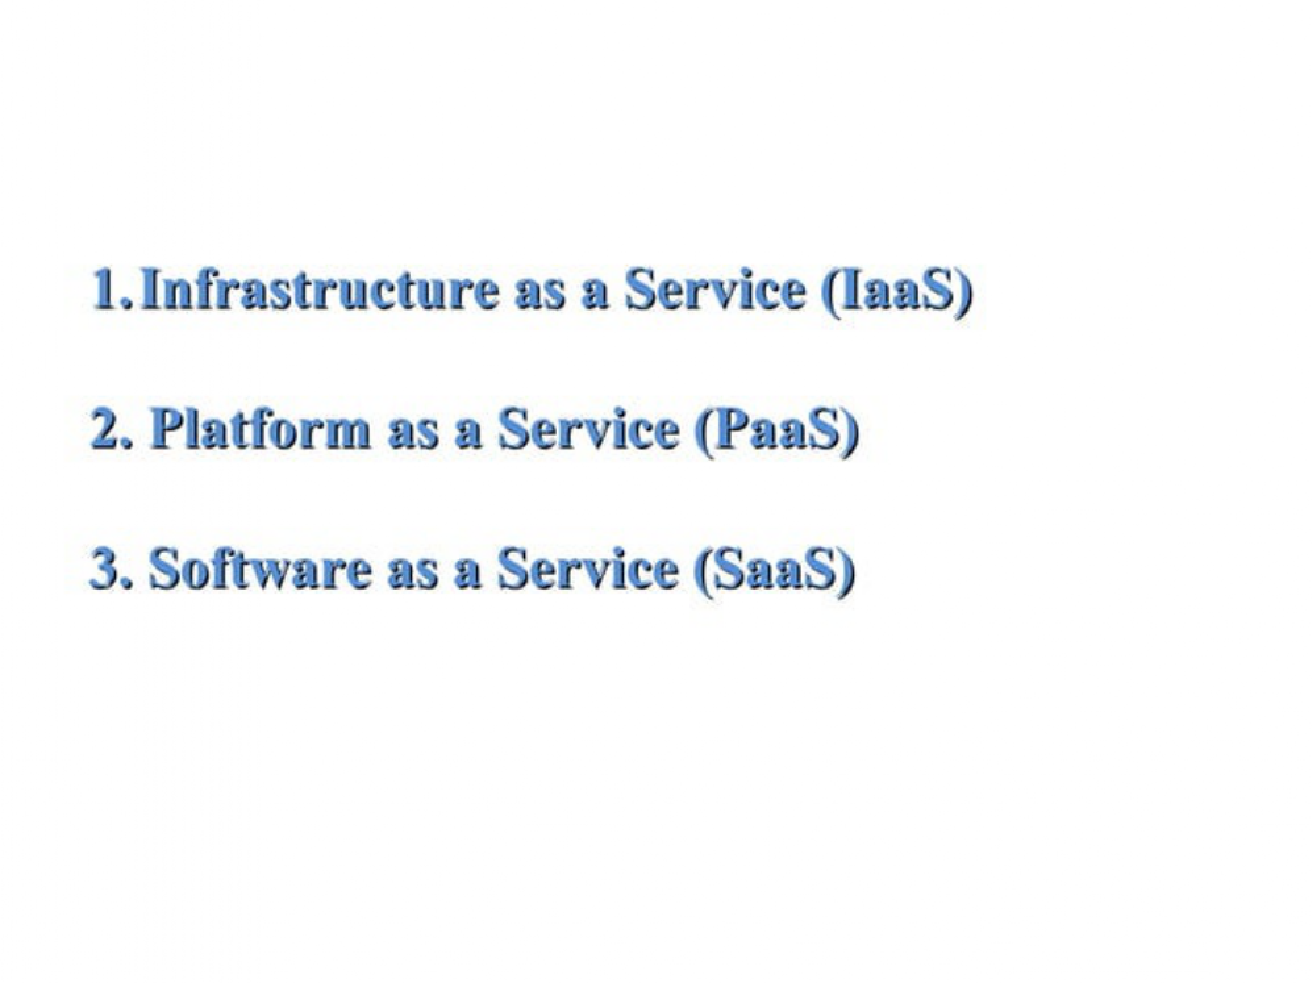 1. Infrastructure as a Service (IaaS)
2. Platform as a Service (PaaS)
3. Software as a Service (SaaS)